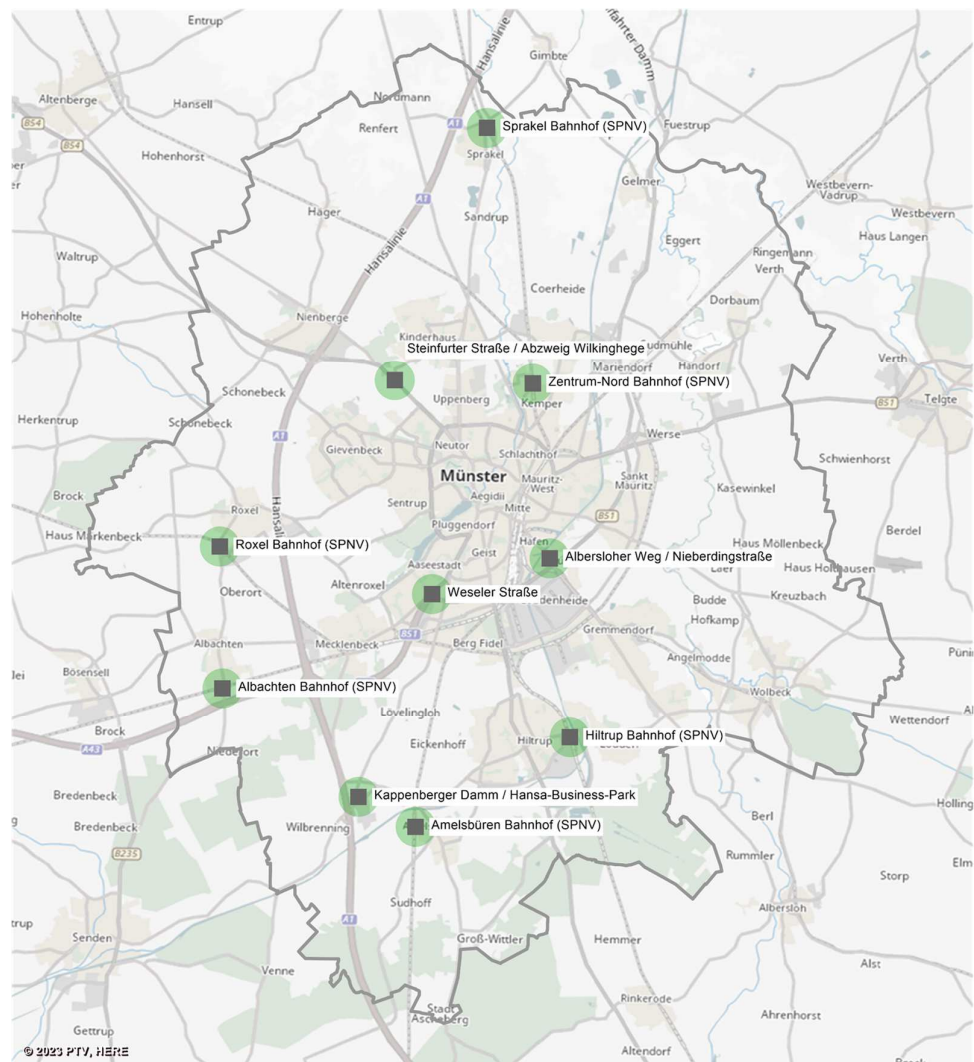 Entrup
Hansalinie
Gimbte
Altenberge
Hansell
Nordmann
Renfert
A1
Sprakel Bahnhof (SPNV)
Fuestrup
B54
B54
Hohenhorst
Sprakel
Gelmer
Westbevern-
Vadrup
A1
Häger
Sandrup
Westbevern
Haus Langen
Waltrup
Hansalinie
Eggert
Ringemann
Verth
Coerheide
Dorbaum
Hohenholte
Nienberge
Kinderhaus
Steinfurter Straße / Abzweig Wilkinghege
Mariendorf
Handorf
Verth
Schonebeck
Uppenberg
Zentrum-Nord Bahnhof (SPNV)
Kemper
B51
Telgte
Herkentrup
Schonebeck
A1
Gievenbeck
Neutor
Schlachthof
Werse
Schwienhorst
Münster
Mauritz-
West
Sankt
Mauritz
Brock
Aegidii
Kasewinkel
Roxel
Sentrup
Mitte
Pluggendorf
B51
Berdel
Haus Markenbeck
Roxel Bahnhof (SPNV)
Geist
Hafen
Albersloher Weg / Nieberdingstraße
Haus Möllenbeck
Haus Holthausen
Aaseestadt
Altenroxel
Oberort
Weseler Straße
Budde
Kreuzbach
Hofkamp
B51
Gremmendorf
Albachten
Mecklenbeck
Berg Fidel
Angelmodde
Bösensell
Albachten Bahnhof (SPNV)
Wolbeck
Lövelingloh
Wettendorf
Brock
A43
Eickenhoff
Hiltrup
Hiltrup Bahnhof (SPNV)
Bredenbeck
Kappenberger Damm / Hansa-Business-Park
Bredenbeck
Wilbrenning
Amelsbüren Bahnhof (SPNV)
Berl
B235
Rummler
Storp
Sudhoff
A1
Albersloh
Senden
Groß-Wittler
Hemmer
Venne
Alst
Rinkerode
Stadt
Ascheberg
Ahrenhorst
Gettrup
Altendorf
© 2023 PTV, HERE